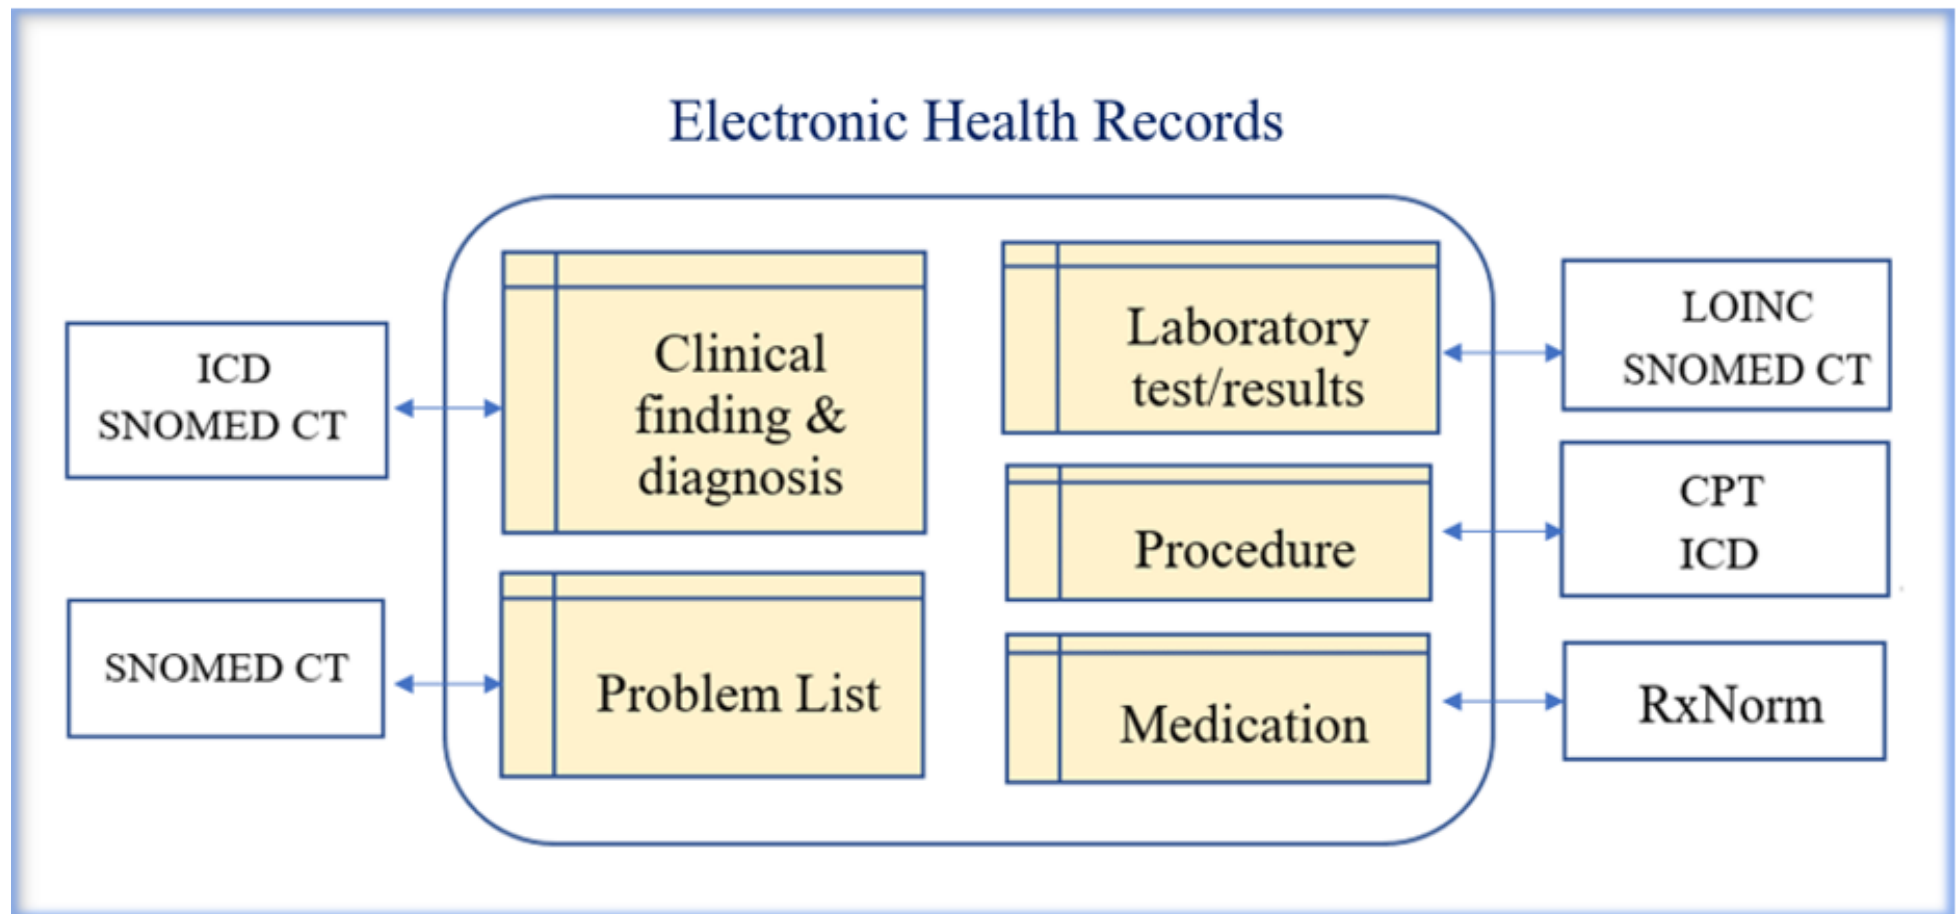 Electronic Health Records
ICD
SNOMED CT
Clinical
finding &
diagnosis
SNOMED CT
Problem List
Laboratory
test/results
LOINC
SNOMED CT
Procedure
CPT
ICD
Medication
RxNorm